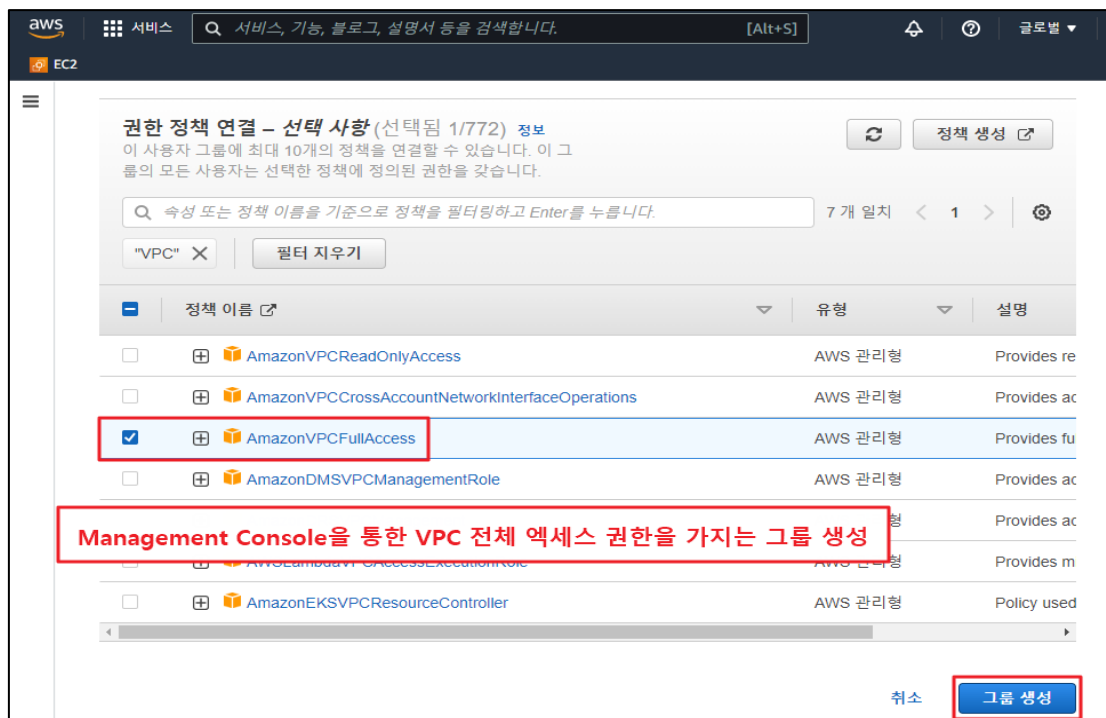 aws
서비스
서비스, 기능, 블로그, 설명서 등을 검색합니다.
[Alt+S]
글로벌 ▼
EC2
권한 정책 연결 – 선택 사항 (선택됨 1/772) 정보
이 사용자 그룹에 최대 10개의 정책을 연결할 수 있습니다. 이 그
룹의 모든 사용자는 선택한 정책에 정의된 권한을 갖습니다.
정책 생성
속성 또는 정책 이름을 기준으로 정책을 필터링하고 Enter를 누릅니다.
7 개 일치
1
"VPC"
필터 지우기
정책 이름
유형
설명
AmazonVPCReadOnlyAccess
AWS 관리형
Provides re
AmazonVPCCrossAccountNetworkInterfaceOperations
AWS 관리형
Provides ac
AmazonVPCFullAccess
AWS 관리형
Provides fu
AmazonDMSVPCManagementRole
AWS 관리형
Provides ac
Management Console을 통한 VPC 전체 엑세스 권한을 가지는 그룹 생성
Provides ac
AWSLambdaVPCAccessExecutionRole
AWS 관리형
Provides m
AmazonEKSVPCResourceController
AWS 관리형
Policy used
취소
그룹 생성